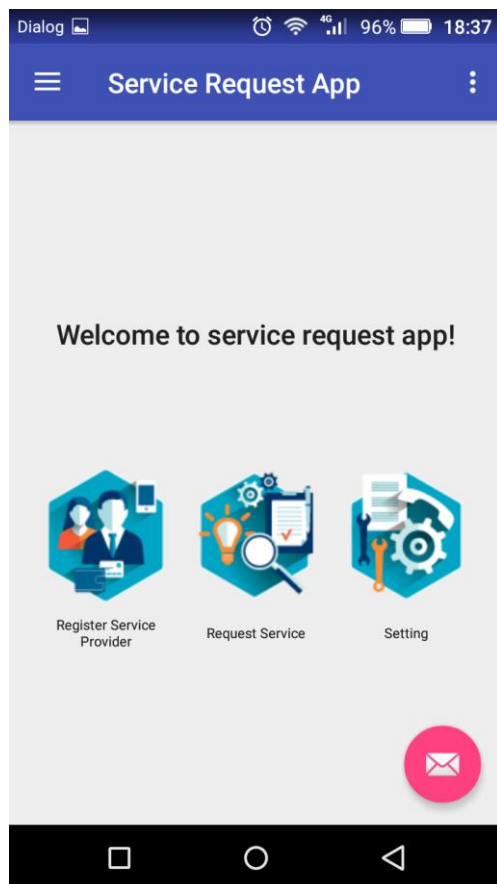 Dialog 4G 96% 18:37
Service Request App
Welcome to service request app!
Register Service
Provider
Request Service
Setting